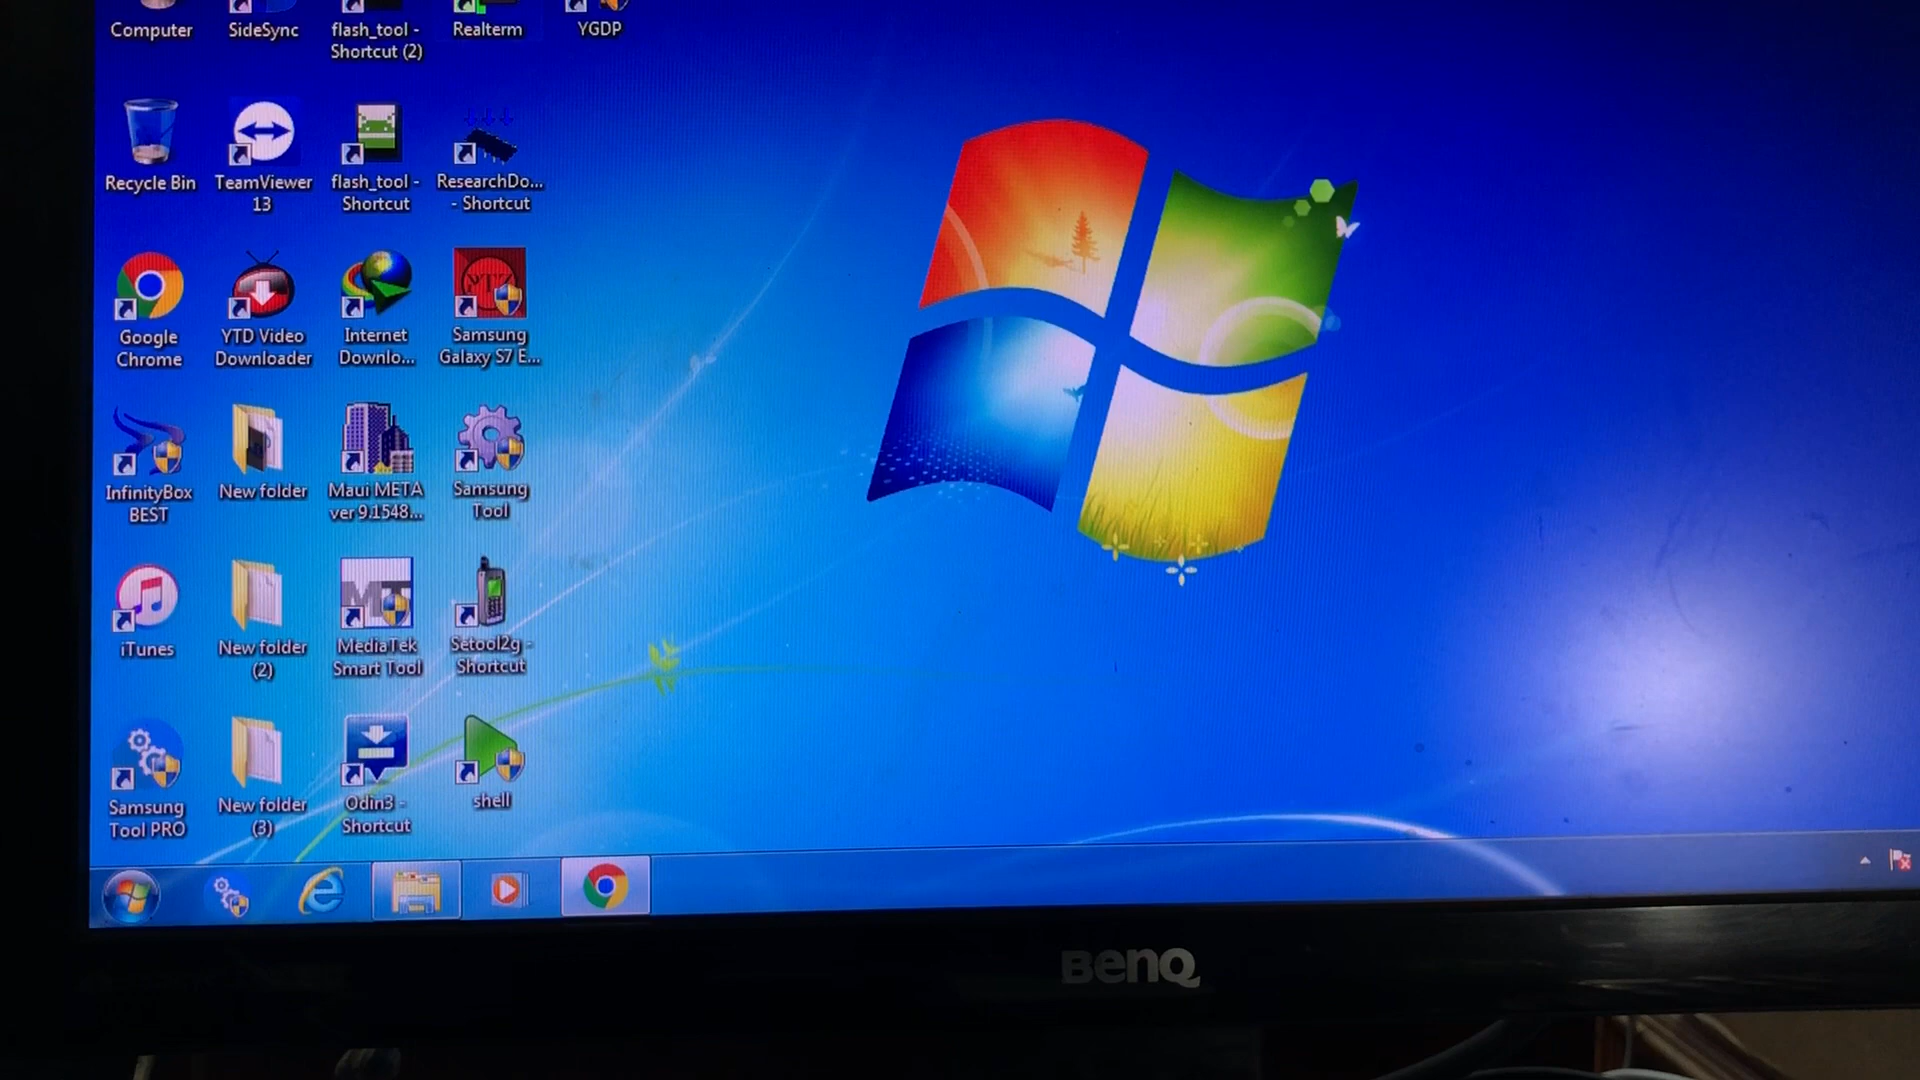 Computer
SideSync
flash_tool -
Shortcut (2)
Realterm
YGDP
Recycle Bin
TeamViewer
13
flash_tool -
Shortcut
ResearchDo...
- Shortcut
Google
Chrome
YTD Video
Downloader
Internet
Downlo...
Samsung
Galaxy S7 E...
InfinityBox
BEST
New folder
Maui META
ver 9.1548...
Samsung
Tool
iTunes
New folder
(2)
MT
MediaTek
Smart Tool
Setool2g -
Shortcut
Samsung
Tool PRO
New folder
(3)
Odin3 -
Shortcut
shell
BenQ